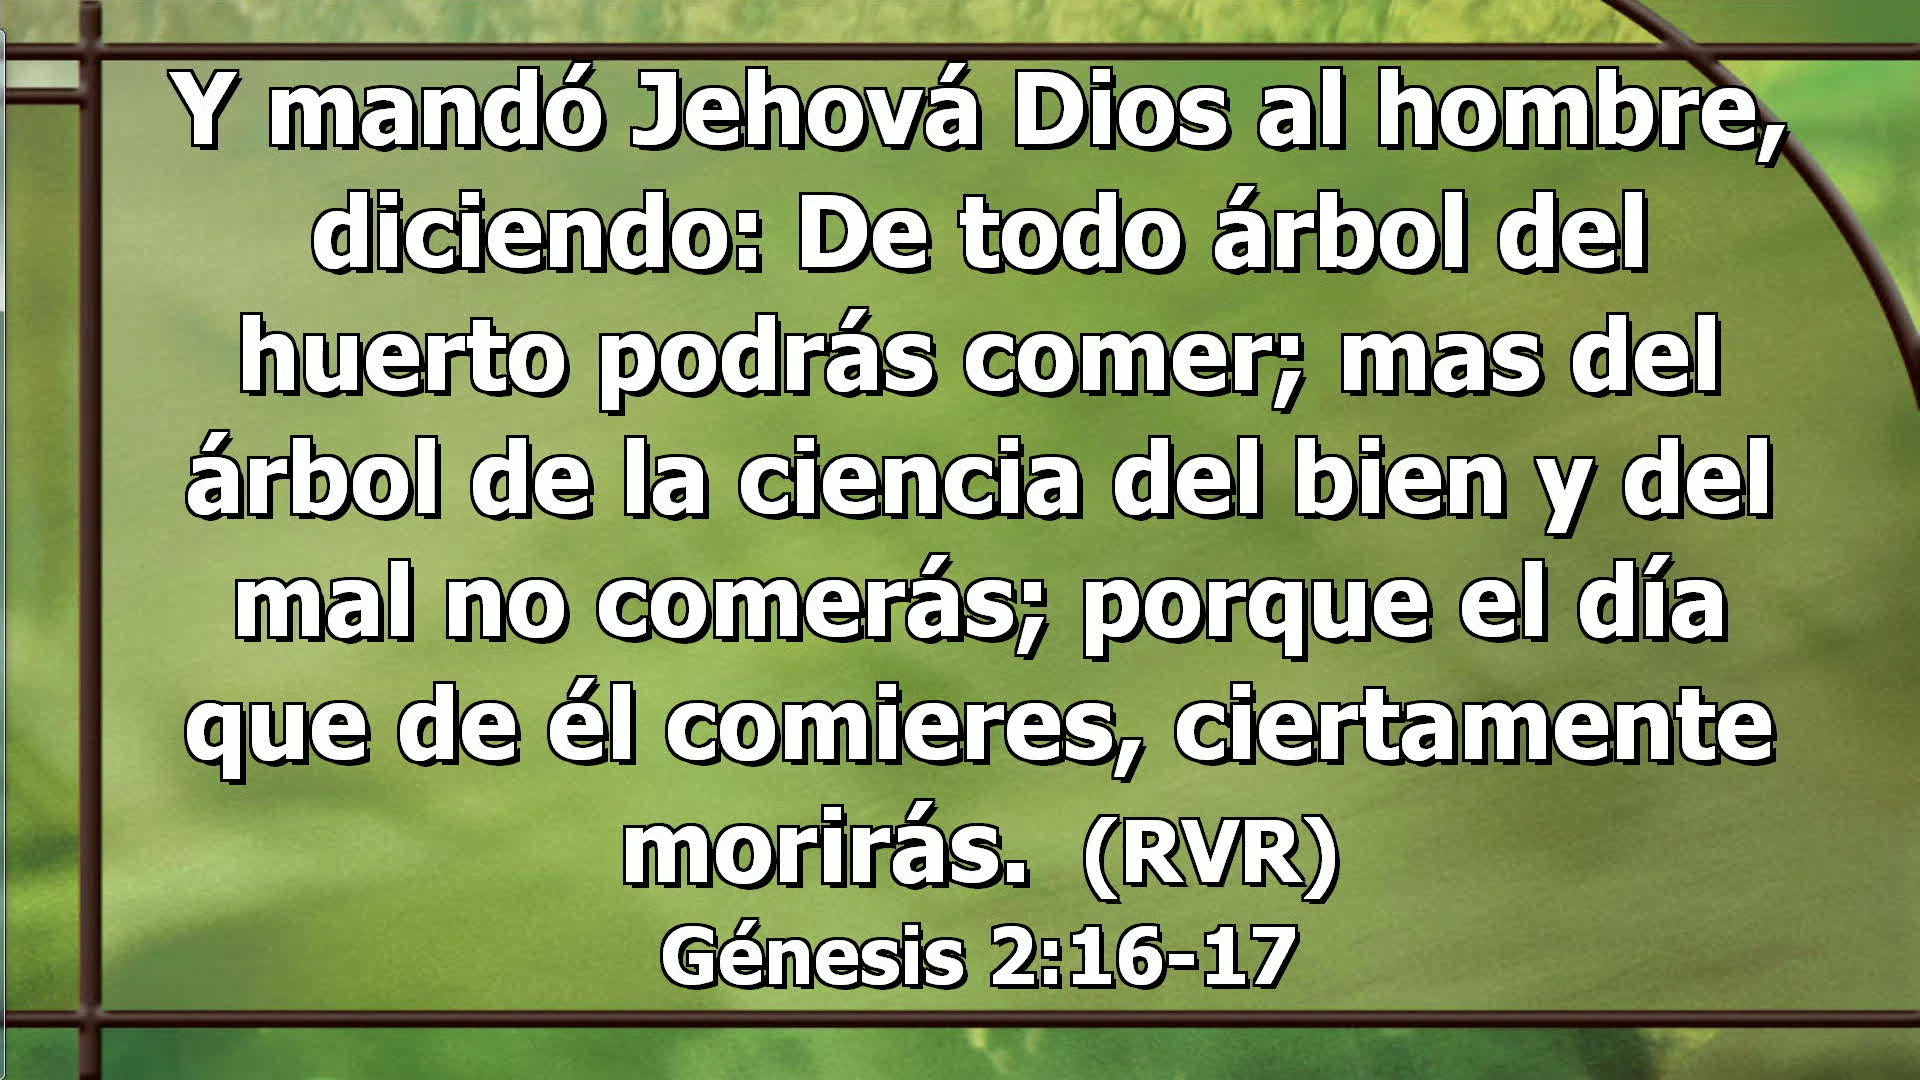 Y mandó Jehová Dios al hombre,
diciendo: De todo árbol del
huerto podrás comer; mas del
árbol de la ciencia del bien y del
mal no comerás; porque el día
que de él comieres, ciertamente
morirás.  (RVR)
Génesis 2:16-17